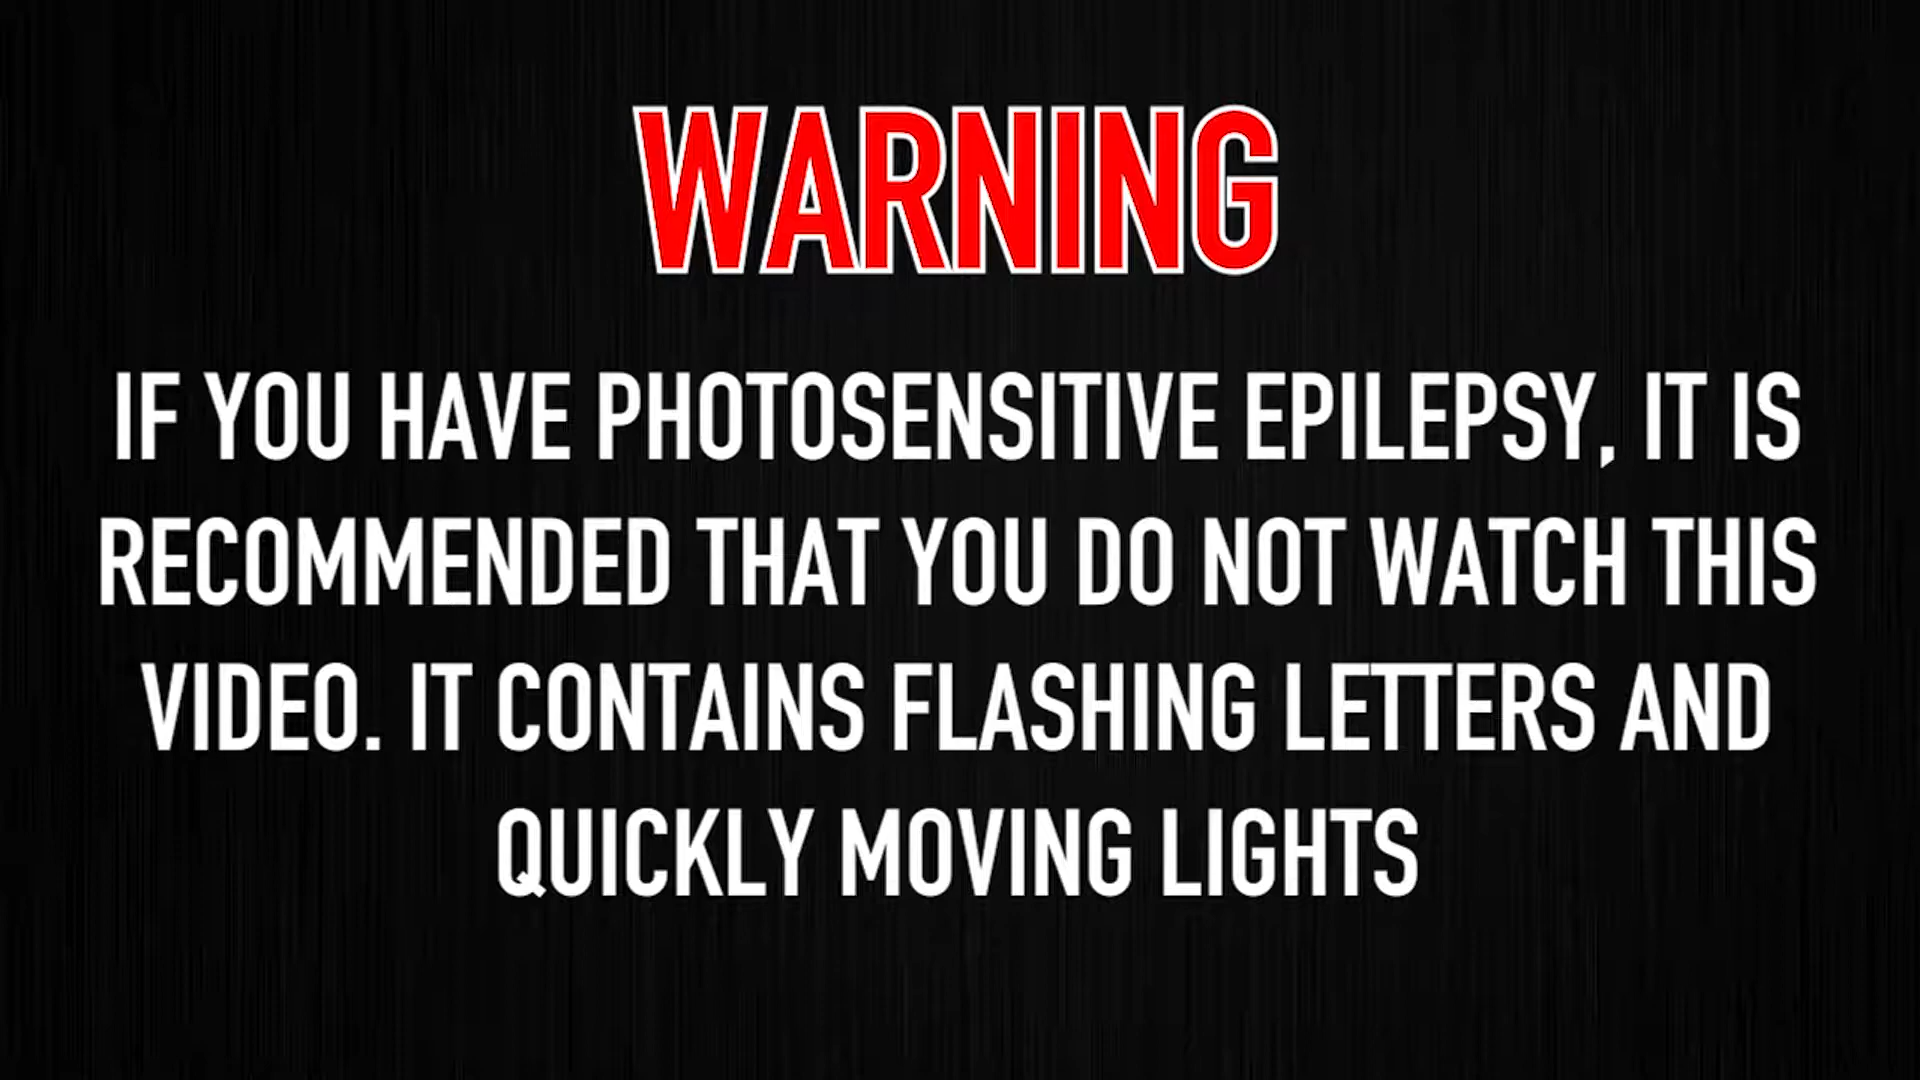 WARNING
IF YOU HAVE PHOTOSENSITIVE EPILEPSY, IT IS
RECOMMENDED THAT YOU DO NOT WATCH THIS
VIDEO. IT CONTAINS FLASHING LETTERS AND
QUICKLY MOVING LIGHTS